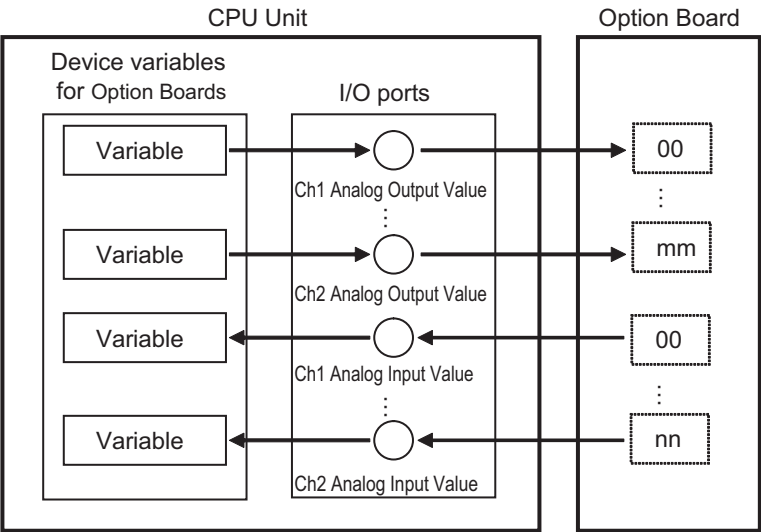 CPU Unit
Option Board
Device variables
for Option Boards
I/O ports
Variable
00
Ch1 Analog Output Value
Variable
mm
Ch2 Analog Output Value
Variable
00
Ch1 Analog Input Value
Variable
nn
Ch2 Analog Input Value